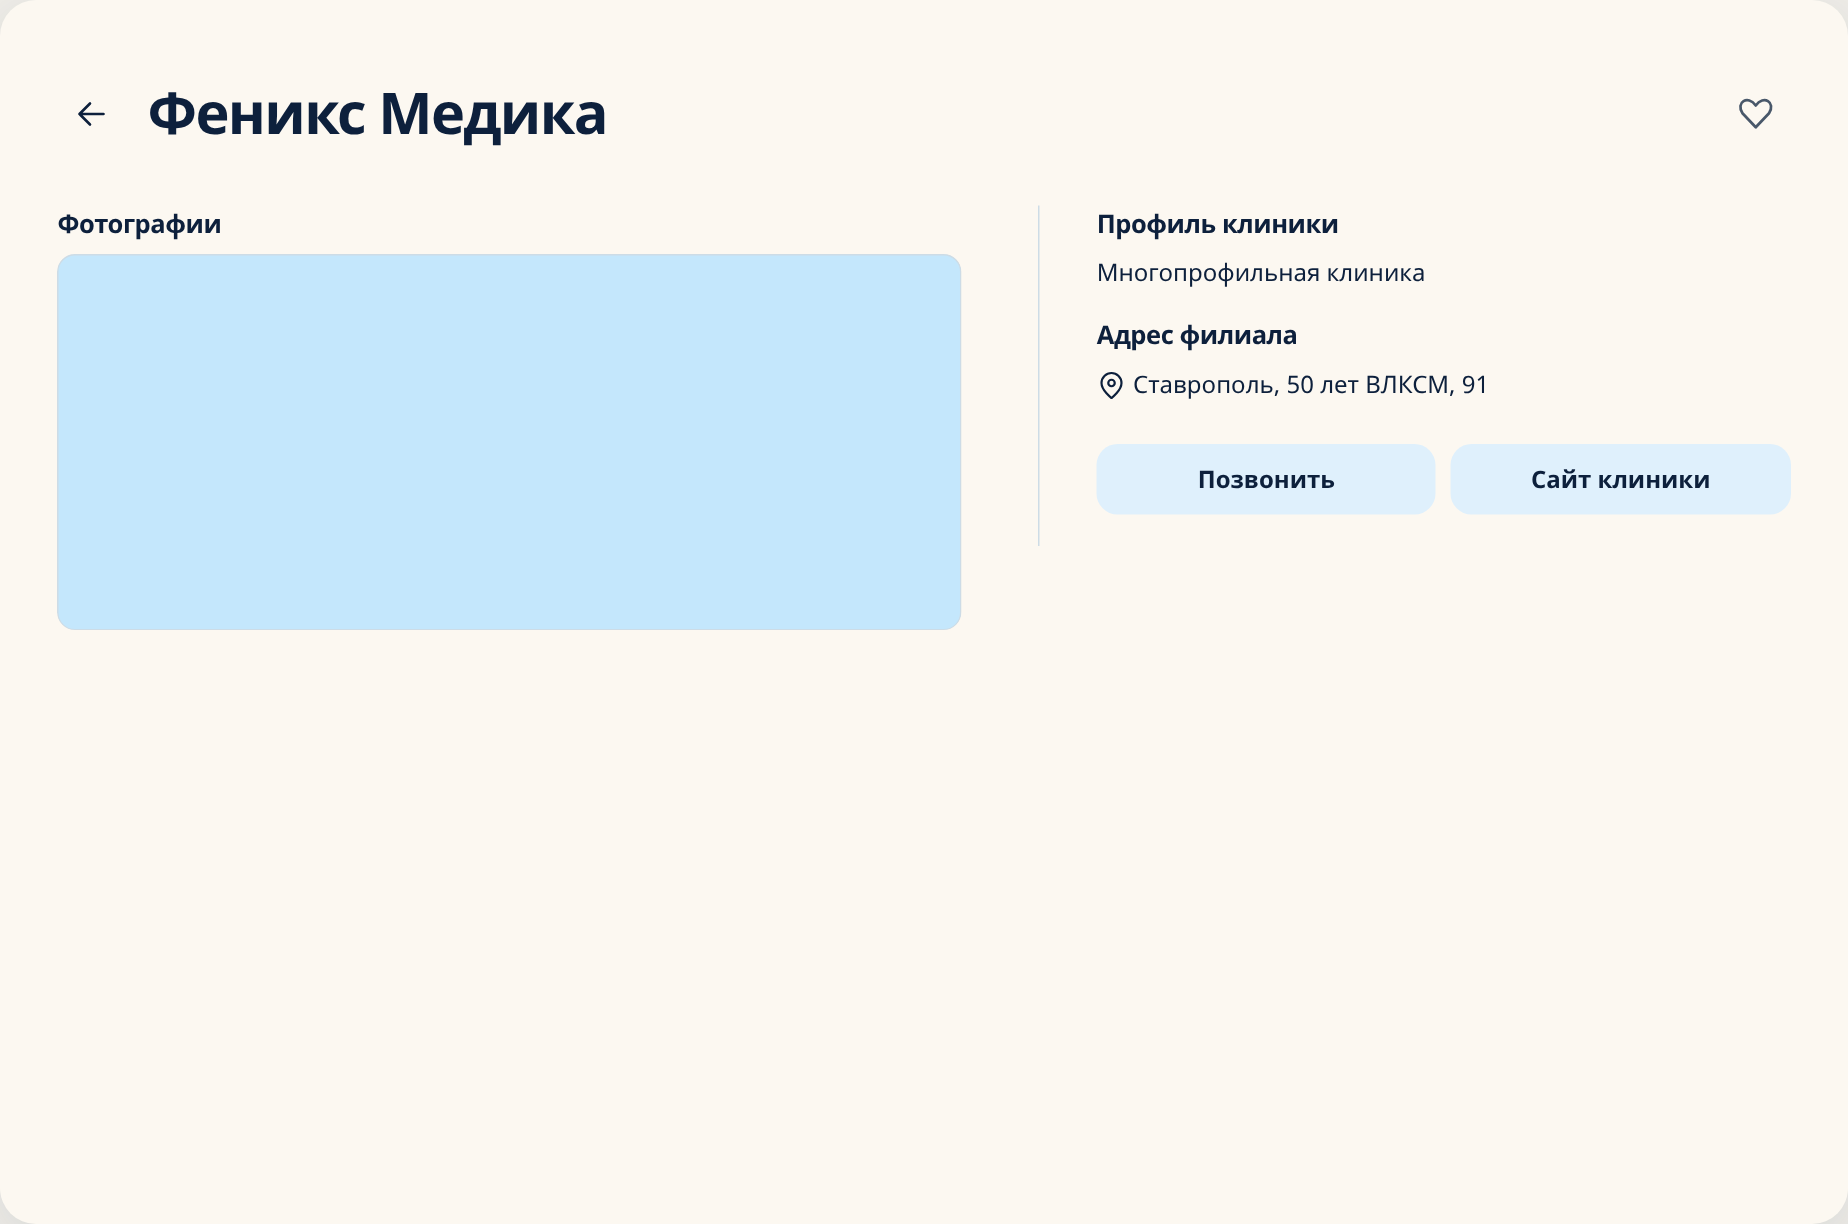 Феникс Медика
Фотографии
Профиль клиники
Многопрофильная клиника
Адрес филиала
Ставрополь, 50 лет ВЛКСМ, 91
Позвонить
Сайт клиники